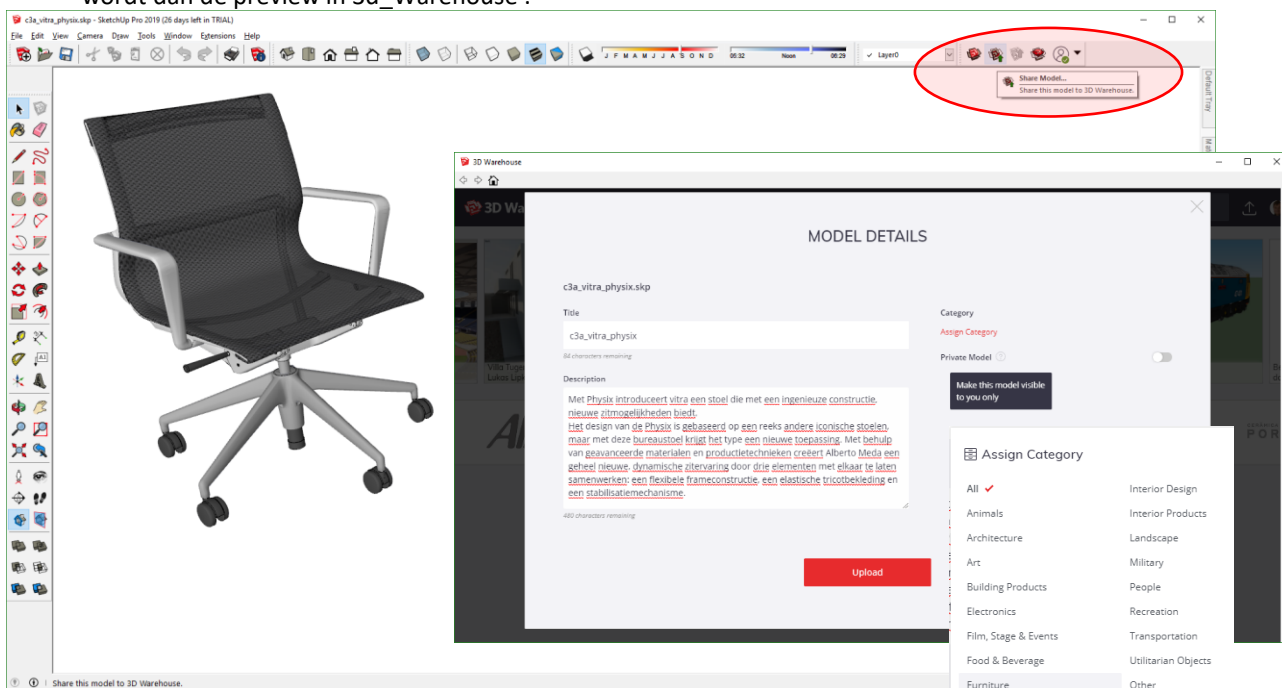 wordt dan de preview in 3d_Warehouse .
c3a_vitra_physix.skp - SketchUp Pro 2019 (26 days left in TRIAL)
File Edit View Camera Draw Tools Window Extensions Help
J F M A M J J A S O N D 06:32 Noon 06:29 Layer0
Share Model...
Share this model to 3D Warehouse.
Default Tray
3D Warehouse
3D Wa
MODEL DETAILS
c3a_vitra_physix.skp
Title
c3a_vitra_physix
84 characters remaining
Description
Met Physix introduceert vitra een stoel die met een ingenieuze constructie,
nieuwe zitmogelijkheden biedt.
Het design van de Physix is gebaseerd op een reeks andere iconische stoelen,
maar met deze bureaustoel krijgt het type een nieuwe toepassing. Met behulp
van geavanceerde materialen en productietechnieken creëert Alberto Meda een
geheel nieuwe, dynamische zitervaring door drie elementen met elkaar te laten
samenwerken: een flexibele frameconstructie, een elastische tricotbekleding en
een stabilisatiemechanisme.
480 characters remaining
Upload
Category
Assign Category
Private Model
Make this model visible
to you only
Assign Category
All
Animals
Architecture
Art
Building Products
Electronics
Film, Stage & Events
Food & Beverage
Furniture
Interior Design
Interior Products
Landscape
Military
People
Recreation
Transportation
Utilitarian Objects
Other
Share this model to 3D Warehouse.